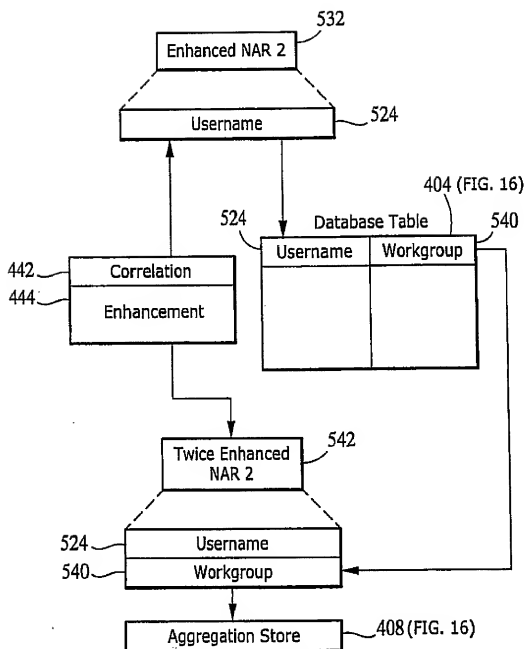 532
Enhanced NAR 2
Username
524
404 (FIG. 16)
524
Database Table
540
Username
Workgroup
442
Correlation
444
Enhancement
542
Twice Enhanced
NAR 2
524
Username
540
Workgroup
Aggregation Store
408 (FIG. 16)